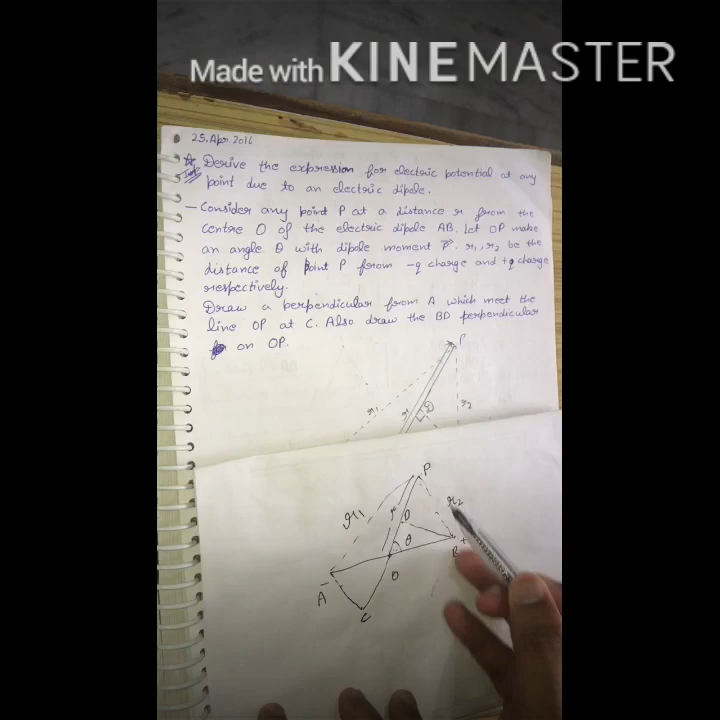 Made with KINEMASTER
25.Apr.2016
Derive the expression for electric potential at any
point due to an electric dipole.
- Consider any point P at a distance r from the
centre O of the electric dipole AB. Let OP make
an angle θ with dipole moment P. r1, r2 be the
distance of point P from -q charge and +q charge
respectively.
Draw a perpendicular from A which meet the
line OP at C. Also draw the BD perpendicular
on OP.
P
r1
r
D
r2
P
r1
r
r2
D
θ
B
+
O
-
A
C